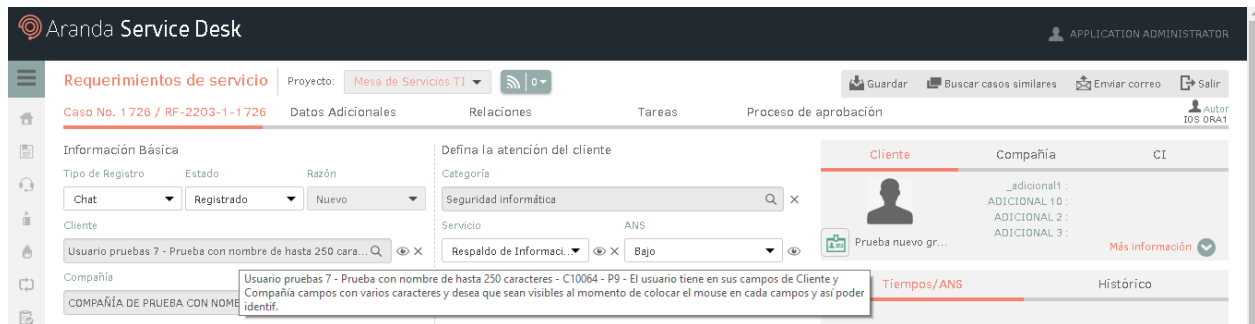 Aranda Service Desk
APPLICATION ADMINISTRATOR
Requerimientos de servicio
Proyecto:
Mesa de Servicios TI
0
Guardar
Buscar casos similares
Enviar correo
Salir
Caso No. 1726 / RF-2203-1-1726
Datos Adicionales
Relaciones
Tareas
Proceso de aprobación
Autor
IOS ORA1
Información Básica
Tipo de Registro
Estado
Razón
Chat
Registrado
Nuevo
Cliente
Usuario pruebas 7 - Prueba con nombre de hasta 250 cara...
Compañía
COMPAÑÍA DE PRUEBA CON NOMB
Defina la atención del cliente
Categoría
Seguridad informática
Servicio
ANS
Respaldo de Informaci...
Bajo
Usuario pruebas 7 - Prueba con nombre de hasta 250 caracteres - C10064 - P9 - El usuario tiene en sus campos de Cliente y
Compañía campos con varios caracteres y desea que sean visibles al momento de colocar el mouse en cada campos y así poder
identif.
Cliente
Compañía
CI
_adicional1 :
ADICIONAL 10 :
ADICIONAL 2 :
ADICIONAL 3 :
Prueba nuevo gr...
Más información
Tiempos/ANS
Histórico